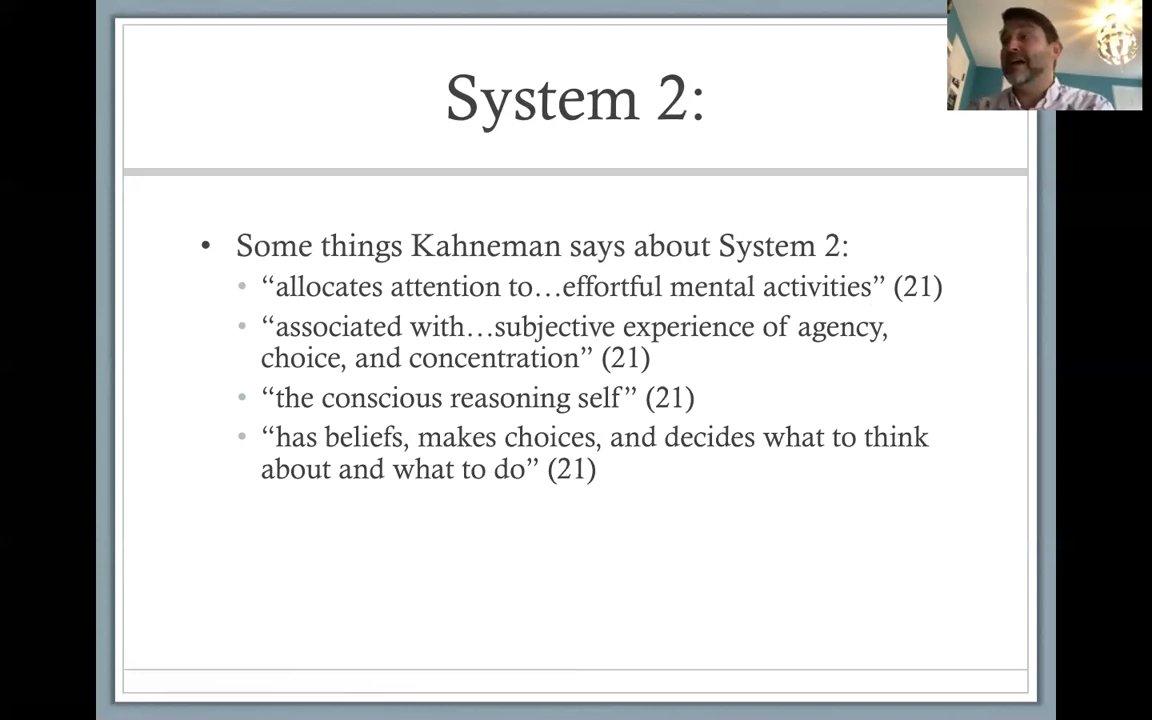 System 2:
• Some things Kahneman says about System 2:
• “allocates attention to…effortful mental activities” (21)
• “associated with…subjective experience of agency,
choice, and concentration” (21)
• “the conscious reasoning self” (21)
• “has beliefs, makes choices, and decides what to think
about and what to do” (21)